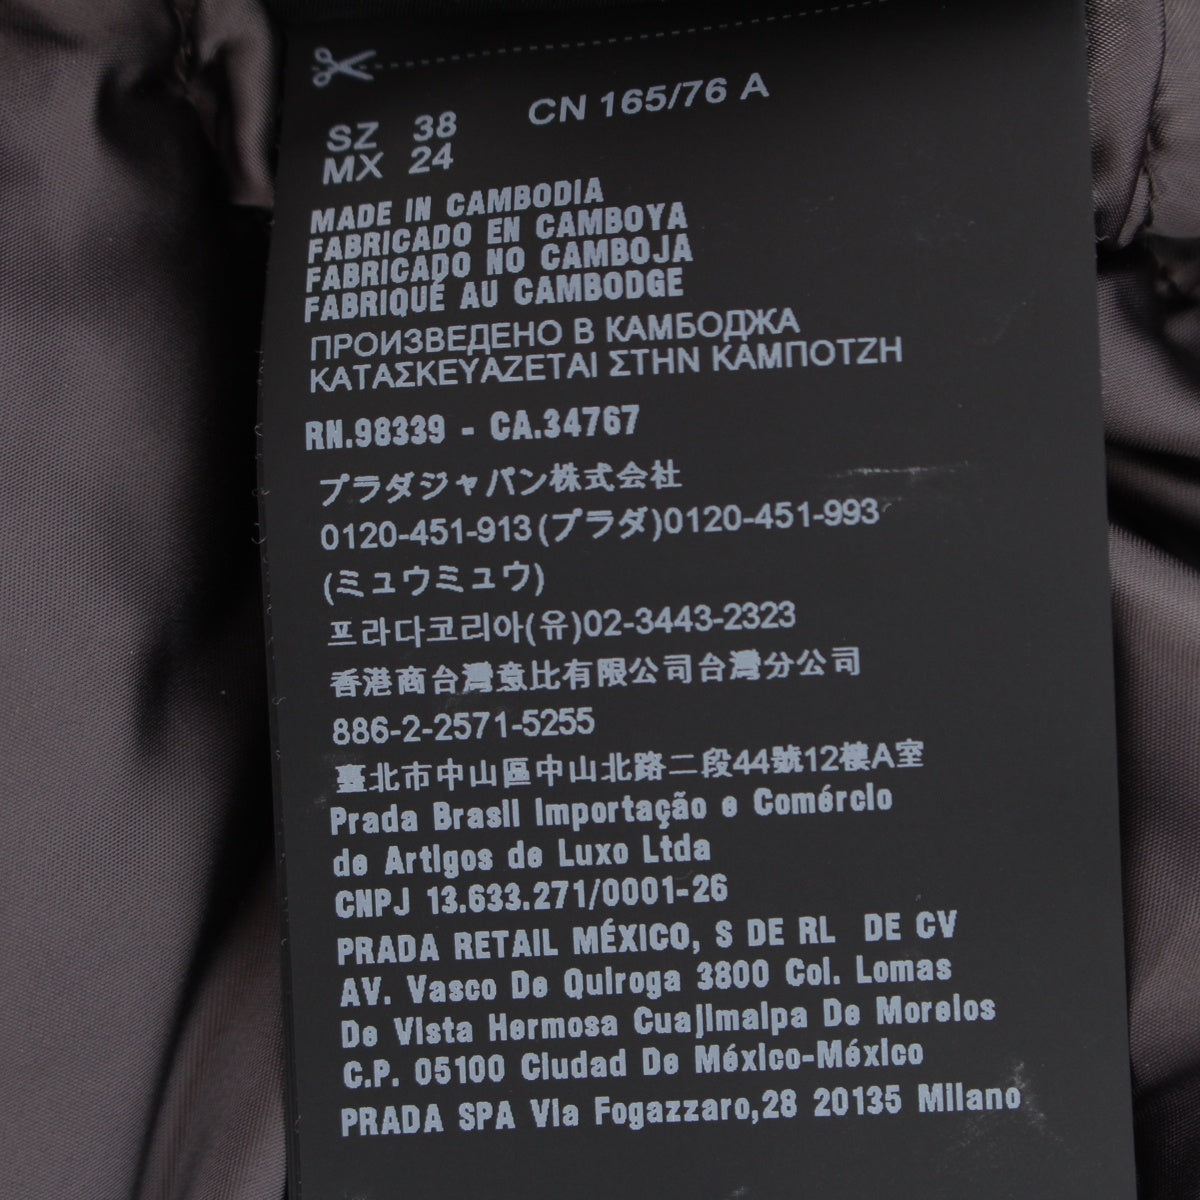 SZ 38 CN 165/76 A
MX 24
MADE IN CAMBODIA
FABRICADO EN CAMBOYA
FABRICADO NO CAMBOJA
FABRIQUÉ AU CAMBODGE
ПРОИЗВЕДЕНО В КАМБОДЖА
ΚΑΤΑΣΚΕΥΑΖΕΤΑΙ ΣΤΗΝ ΚΑΜΠΟΤΖΗ
RN.98339 - CA.34767
プラダジャパン株式会社
0120-451-913(プラダ)0120-451-993
(ミュウミュウ)
프라다코리아(유)02-3443-2323
香港商台灣意比有限公司台灣分公司
886-2-2571-5255
臺北市中山區中山北路二段44號12樓A室
Prada Brasil Importação e Comércio
de Artigos de Luxo Ltda
CNPJ 13.633.271/0001-26
PRADA RETAIL MÉXICO, S DE RL DE CV
AV. Vasco De Quiroga 3800 Col. Lomas
De Vista Hermosa Cuajimalpa De Morelos
C.P. 05100 Ciudad De México-México
PRADA SPA Via Fogazzaro,28 20135 Milano